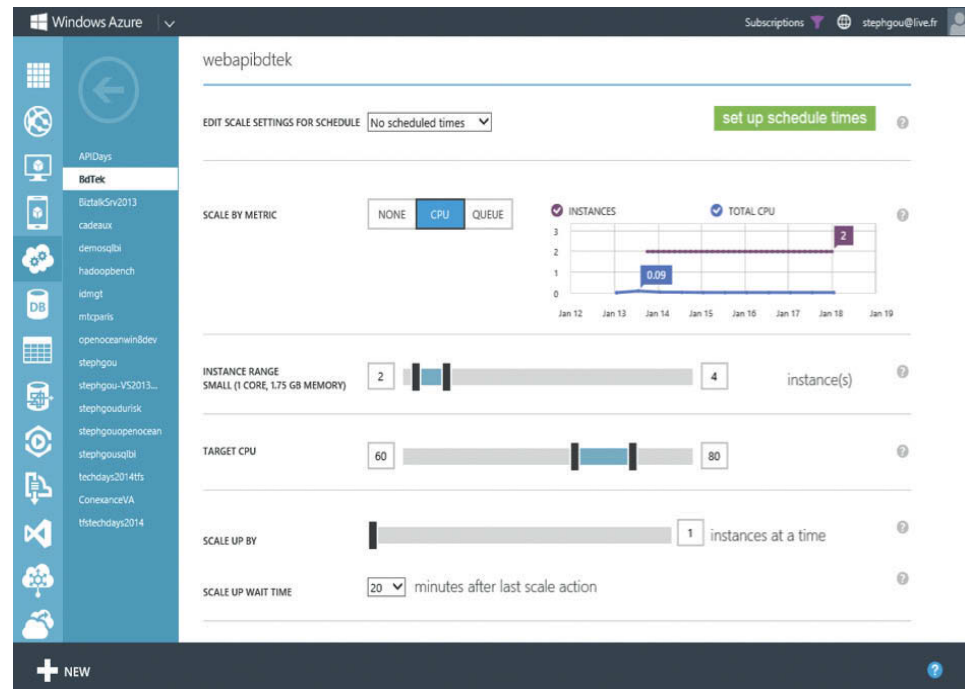 Windows Azure
Subscriptions
stephgou@live.fr
APIDays
BdTek
BiztalkSrv2013
cadeaux
demosqlbi
hadoopbench
idmgt
mtcparis
openoceanwin8dev
stephgou
stephgou-VS2013...
stephgoudurisk
stephgouopenocean
stephgousqlbi
techdays2014tfs
ConexanceVA
tfstechdays2014
webapibdtek
EDIT SCALE SETTINGS FOR SCHEDULE No scheduled times
set up schedule times ?
SCALE BY METRIC
NONE CPU QUEUE
INSTANCES TOTAL CPU ?
3
2
1
0
2
0.09
Jan 12 Jan 13 Jan 14 Jan 15 Jan 16 Jan 17 Jan 18 Jan 19
INSTANCE RANGE
SMALL (1 CORE, 1.75 GB MEMORY)
2 4 instance(s) ?
TARGET CPU 60 80 ?
SCALE UP BY 1 instances at a time ?
SCALE UP WAIT TIME 20 minutes after last scale action ?
DB
NEW ?